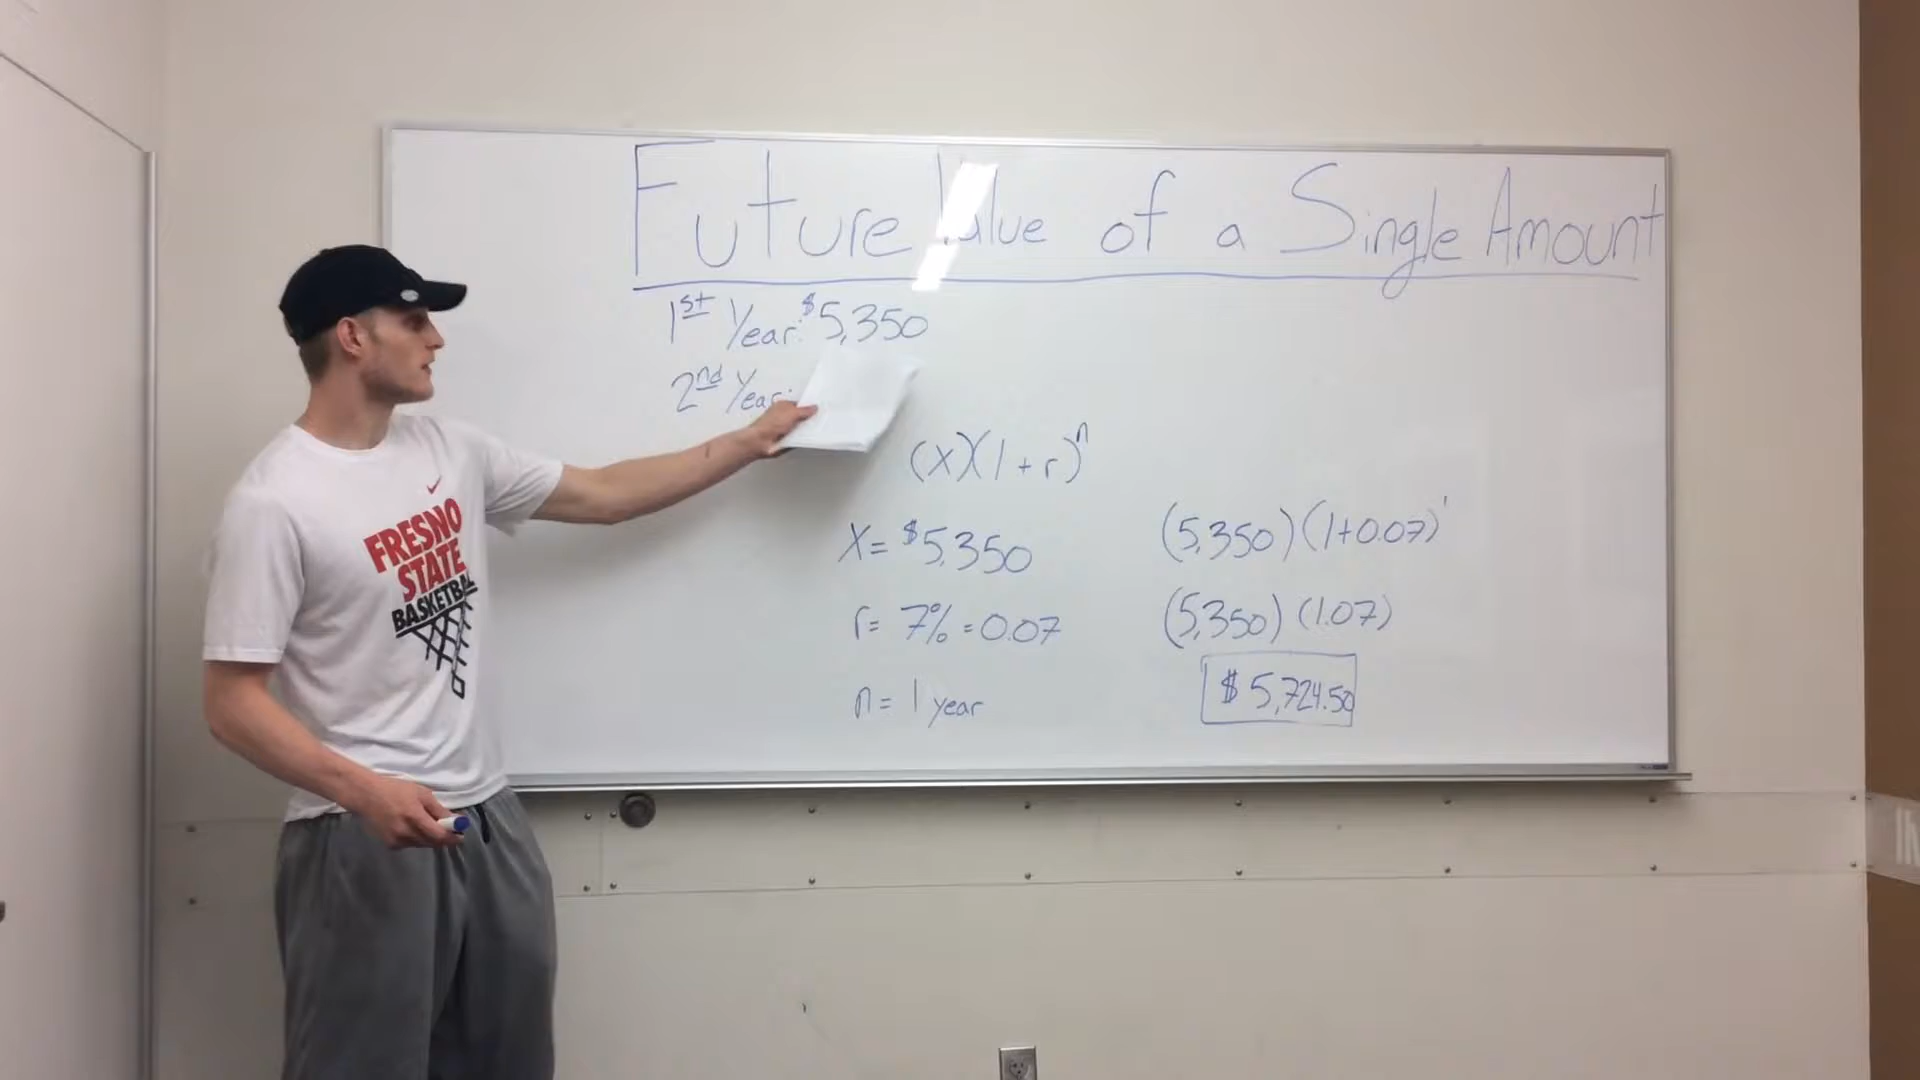 Future Value of a Single Amount
1st Year: $5,350
2nd Year:
(x)(1+r)^n
X= $5,350
r= 7% =0.07
n= 1 year
(5,350)(1+0.07)^1
(5,350)(1.07)
$5,724.50
FRESNO
STATE
BASKETBA